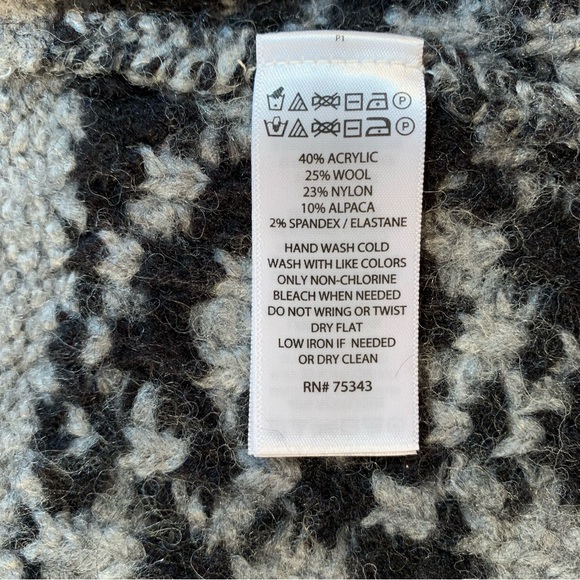 P1
P
P
40% ACRYLIC
25% WOOL
23% NYLON
10% ALPACA
2% SPANDEX / ELASTANE
HAND WASH COLD
WASH WITH LIKE COLORS
ONLY NON-CHLORINE
BLEACH WHEN NEEDED
DO NOT WRING OR TWIST
DRY FLAT
LOW IRON IF NEEDED
OR DRY CLEAN
RN# 75343